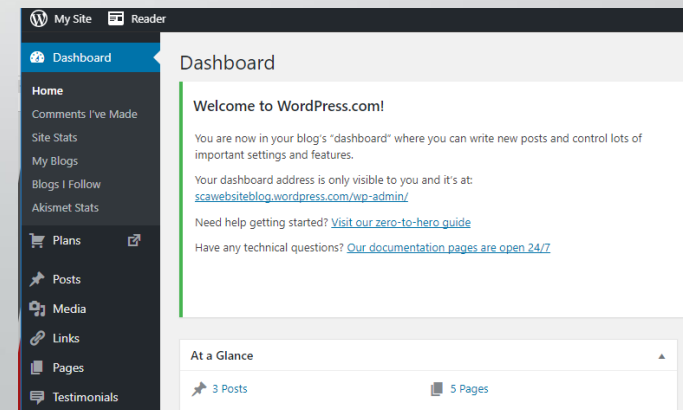 My Site Reader
Dashboard
Home
Comments I've Made
Site Stats
My Blogs
Blogs I Follow
Akismet Stats
Plans
Posts
Media
Links
Pages
Testimonials
Dashboard
Welcome to WordPress.com!
You are now in your blog's "dashboard" where you can write new posts and control lots of
important settings and features.
Your dashboard address is only visible to you and it's at:
scawebsiteblog.wordpress.com/wp-admin/
Need help getting started? Visit our zero-to-hero guide
Have any technical questions? Our documentation pages are open 24/7
At a Glance
3 Posts 5 Pages